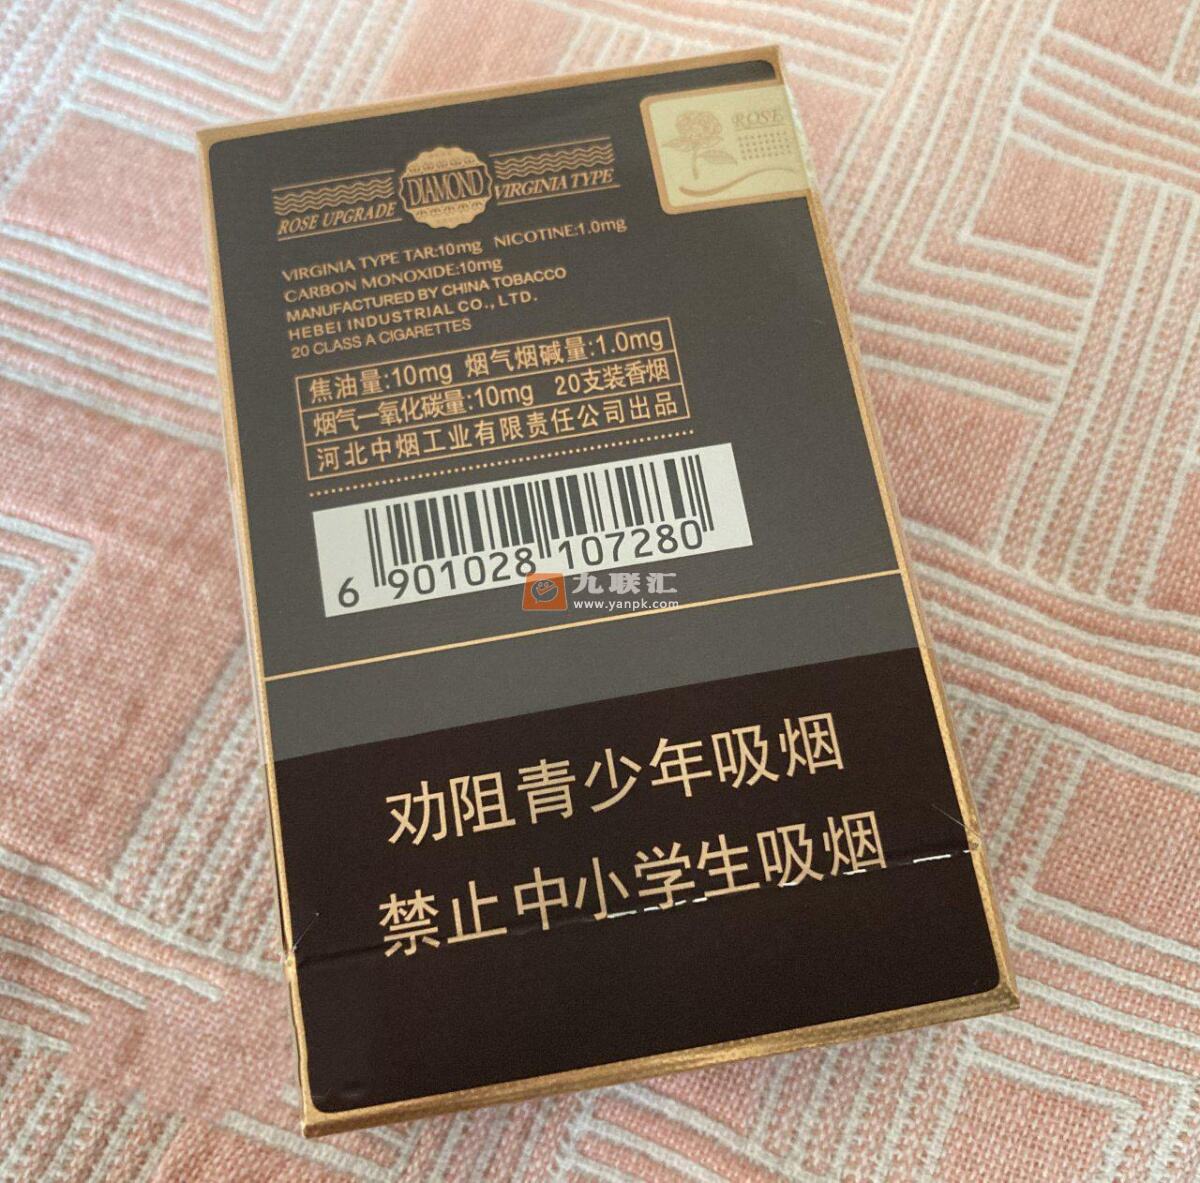 ROSE
DIAMOND
ROSE UPGRADE
VIRGINIA TYPE
VIRGINIA TYPE TAR:10mg NICOTINE:1.0mg
CARBON MONOXIDE:10mg
MANUFACTURED BY CHINA TOBACCO
HEBEI INDUSTRIAL CO., LTD.
20 CLASS A CIGARETTES
焦油量:10mg 烟气烟碱量:1.0mg
烟气一氧化碳量:10mg 20支装香烟
河北中烟工业有限责任公司出品
6 901028 107280
九联汇
www.yanpk.com
劝阻青少年吸烟
禁止中小学生吸烟